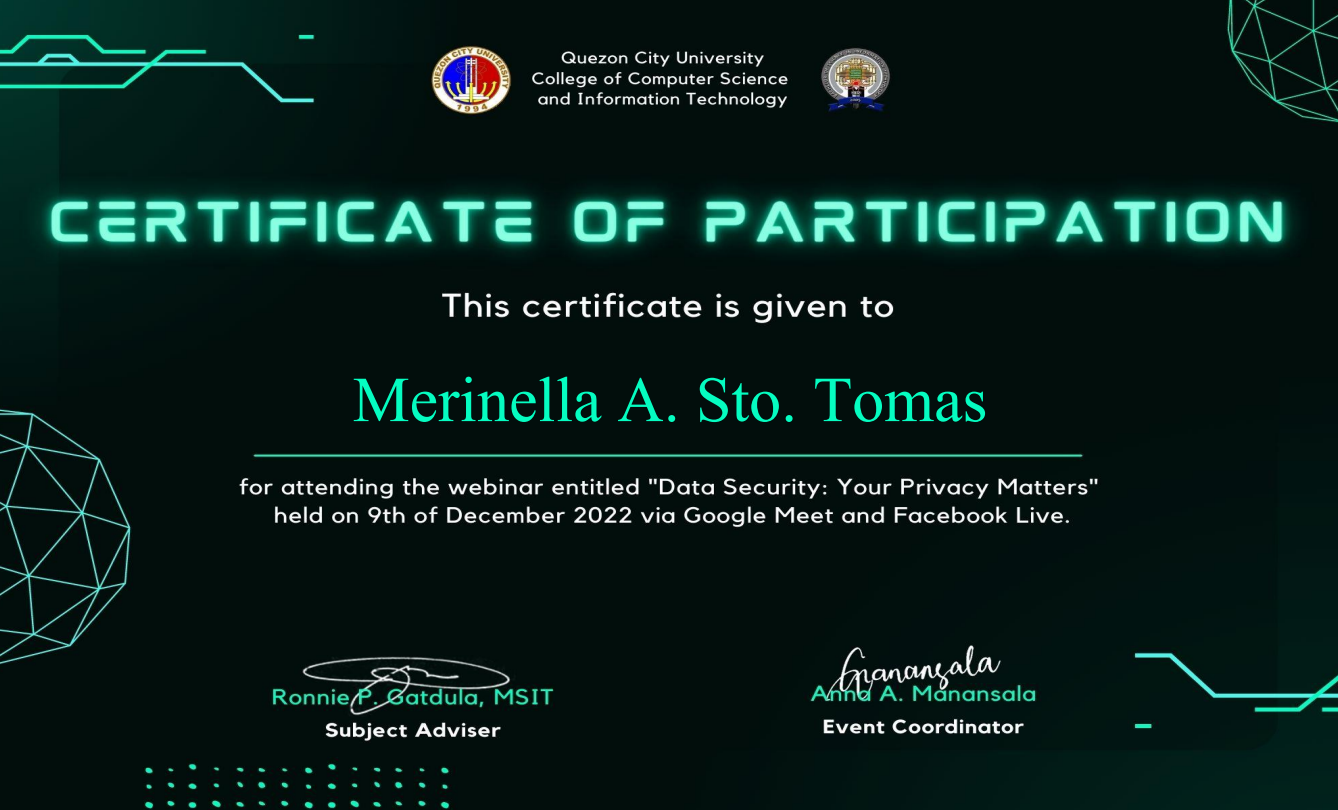 Quezon City University
College of Computer Science
and Information Technology
QUEZON CITY UNIVERSITY
1994
CERTIFICATE OF PARTICIPATION
This certificate is given to
Merinella A. Sto. Tomas
for attending the webinar entitled "Data Security: Your Privacy Matters"
held on 9th of December 2022 via Google Meet and Facebook Live.
Ronnie P. Gatdula, MSIT
Subject Adviser
Manansala
Anna A. Manansala
Event Coordinator